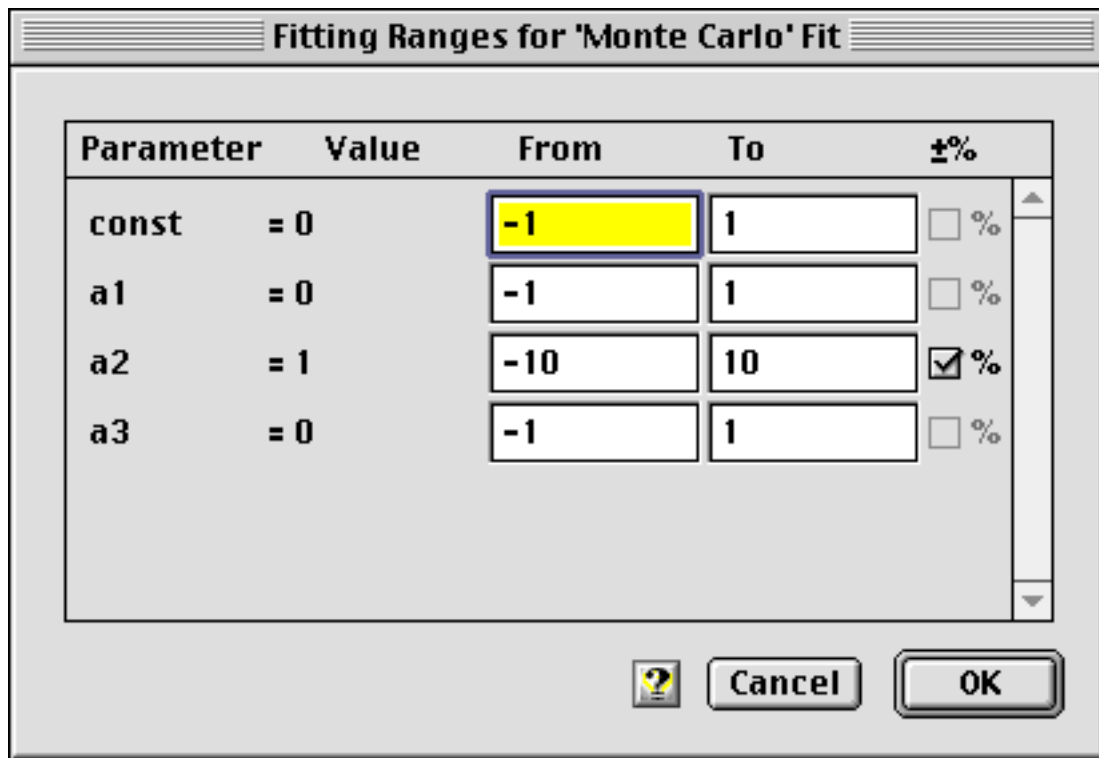 Fitting Ranges for 'Monte Carlo' Fit
Parameter Value From To ±%
const = 0 -1 1 %
a1 = 0 -1 1 %
a2 = 1 -10 10 %
a3 = 0 -1 1 %
? Cancel OK